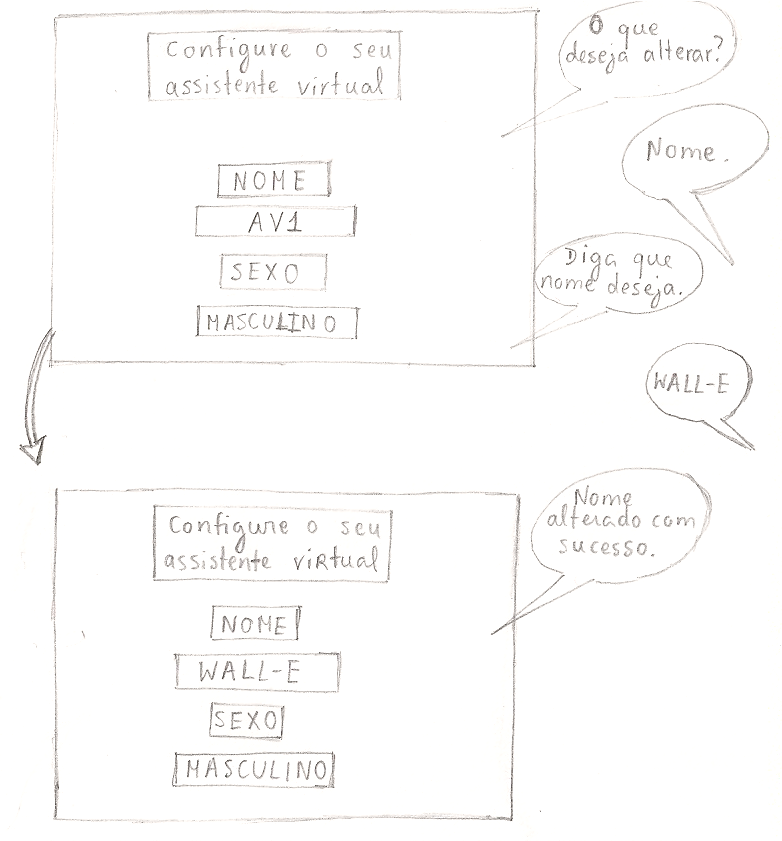 Configure o seu
assistente virtual
NOME
AV1
SEXO
MASCULINO
O que
deseja alterar?
Nome.
Diga que
nome deseja.
WALL-E
Configure o seu
assistente viRtual
NOME
WALL-E
SEXO
MASCULINO
Nome
alterado com
sucesso.